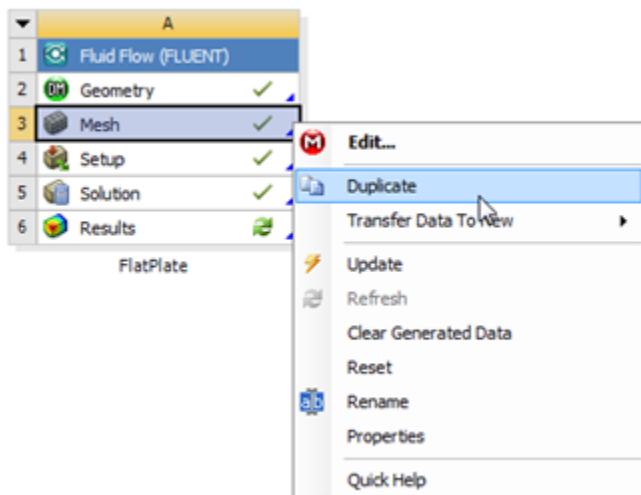 A
1 Fluid Flow (FLUENT)
2 DM Geometry
3 Mesh
4 Setup
5 Solution
6 Results
FlatPlate
M Edit...
Duplicate
Transfer Data To New
Update
Refresh
Clear Generated Data
Reset
a|b Rename
Properties
Quick Help